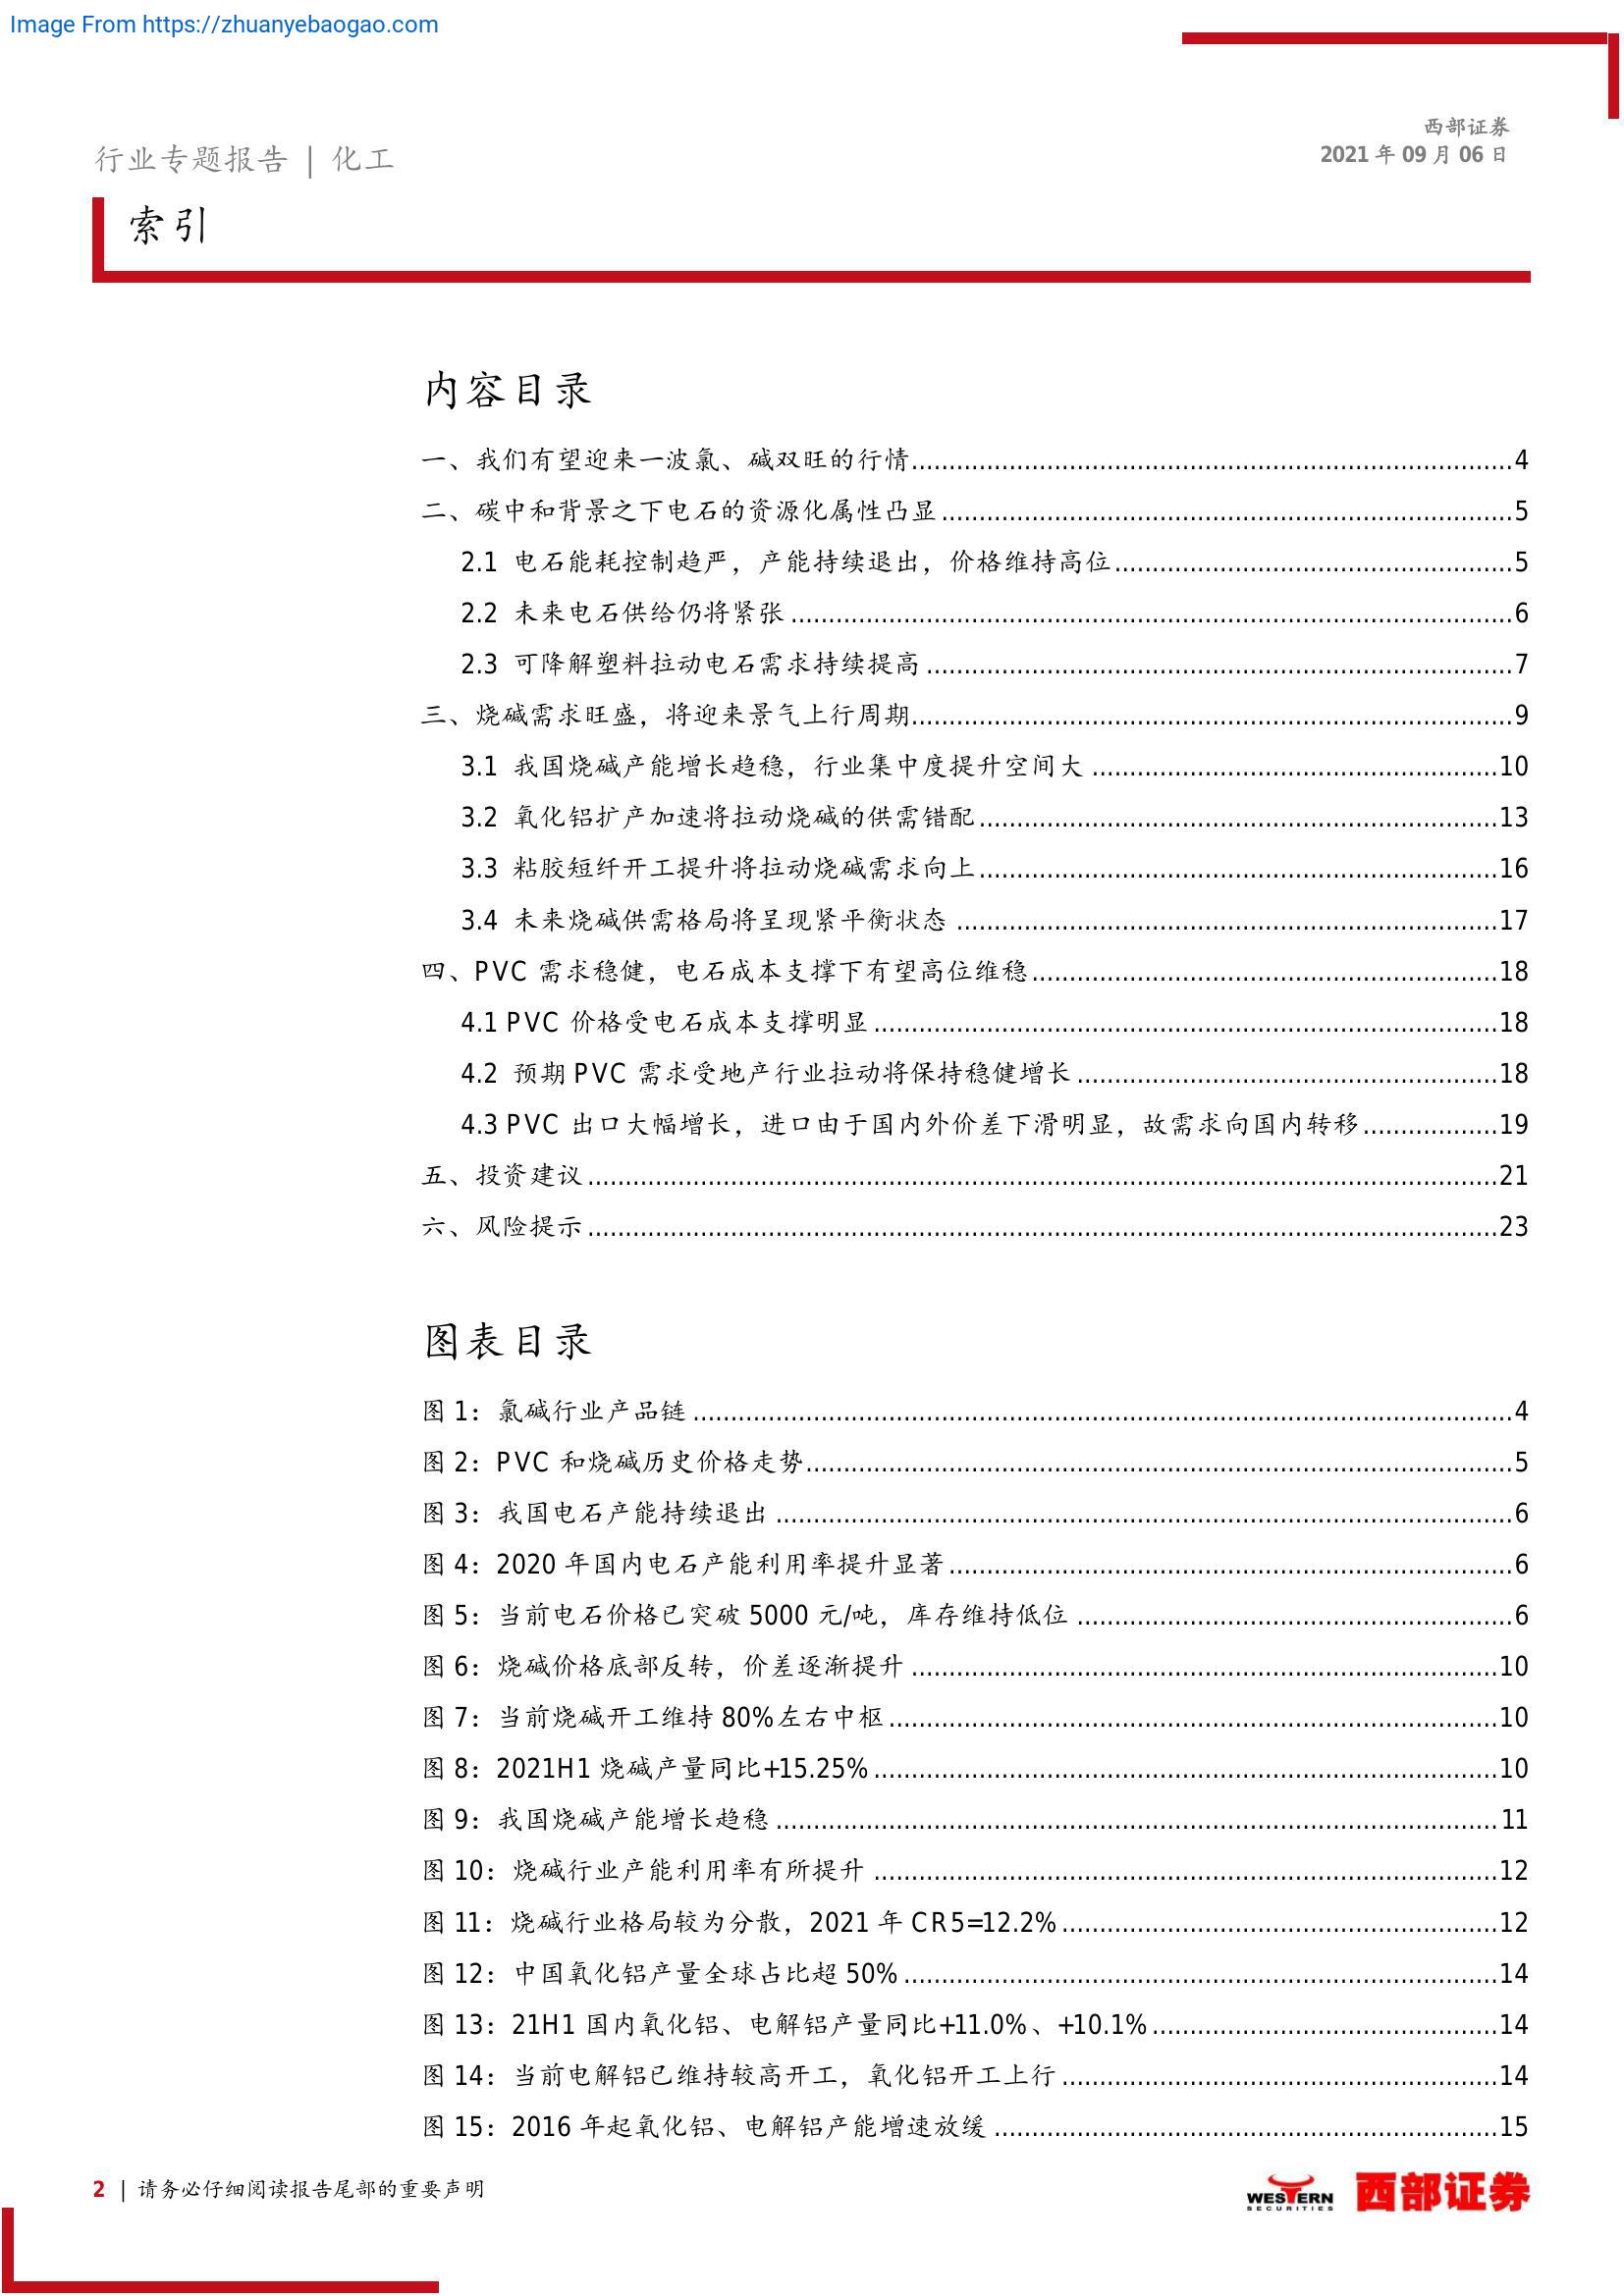 Image From https://zhuanyebaogao.com
西部证券
2021 年 09 月 06 日
行业专题报告 | 化工
索引
内容目录
一、我们有望迎来一波氯、碱双旺的行情................4
二、碳中和背景之下电石的资源化属性凸显................5
2.1 电石能耗控制趋严，产能持续退出，价格维持高位................5
2.2 未来电石供给仍将紧张................6
2.3 可降解塑料拉动电石需求持续提高................7
三、烧碱需求旺盛，将迎来景气上行周期................9
3.1 我国烧碱产能增长趋稳，行业集中度提升空间大................10
3.2 氧化铝扩产加速将拉动烧碱的供需错配................13
3.3 粘胶短纤开工提升将拉动烧碱需求向上................16
3.4 未来烧碱供需格局将呈现紧平衡状态................17
四、PVC 需求稳健，电石成本支撑下有望高位维稳................18
4.1 PVC 价格受电石成本支撑明显................18
4.2 预期 PVC 需求受地产行业拉动将保持稳健增长................18
4.3 PVC 出口大幅增长，进口由于国内外价差下滑明显，故需求向国内转移................19
五、投资建议................21
六、风险提示................23
图表目录
图 1：氯碱行业产品链................4
图 2：PVC 和烧碱历史价格走势................5
图 3：我国电石产能持续退出................6
图 4：2020 年国内电石产能利用率提升显著................6
图 5：当前电石价格已突破 5000 元/吨，库存维持低位................6
图 6：烧碱价格底部反转，价差逐渐提升................10
图 7：当前烧碱开工维持 80%左右中枢................10
图 8：2021H1 烧碱产量同比+15.25%................10
图 9：我国烧碱产能增长趋稳................11
图 10：烧碱行业产能利用率有所提升................12
图 11：烧碱行业格局较为分散，2021 年 CR5=12.2%................12
图 12：中国氧化铝产量全球占比超 50%................14
图 13：21H1 国内氧化铝、电解铝产量同比+11.0%、+10.1%................14
图 14：当前电解铝已维持较高开工，氧化铝开工上行................14
图 15：2016 年起氧化铝、电解铝产能增速放缓................15
2 | 请务必仔细阅读报告尾部的重要声明
WESTERN
SECURITIES
西部证券